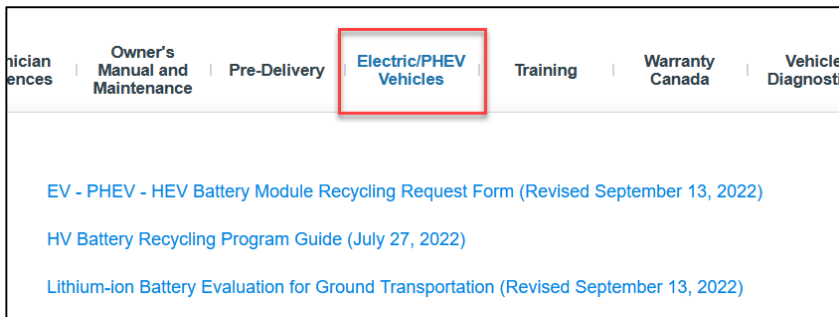 Owner's
Manual and
Maintenance
Pre-Delivery
Electric/PHEV
Vehicles
Training
Warranty
Canada
Vehicle
EV - PHEV - HEV Battery Module Recycling Request Form (Revised September 13, 2022)
HV Battery Recycling Program Guide (July 27, 2022)
Lithium-ion Battery Evaluation for Ground Transportation (Revised September 13, 2022)